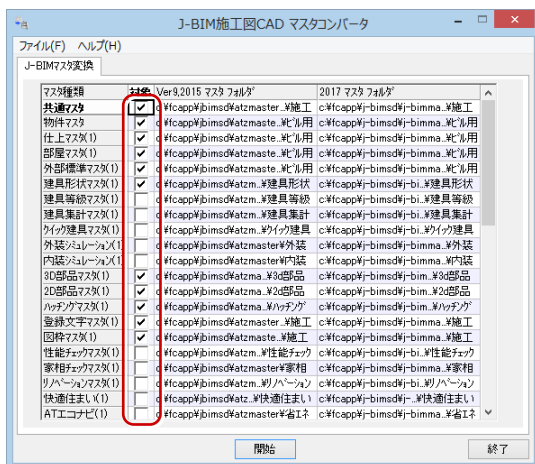 J-BIM施工図CAD マスタコンバータ
ファイル(F) ヘルプ(H)
J-BIMマスタ変換
マスタ種類 対象 Ver9,2015 マスタ フォルダ 2017 マスタ フォルダ
共通マスタ d:¥fcapp¥jbimsd¥atzmaster..¥施工 c:¥fcapp¥j-bimsd¥j-bimma..¥施工
物件マスタ d:¥fcapp¥jbimsd¥atzmaste..¥ビル用 c:¥fcapp¥j-bimsd¥j-bimma..¥ビル用
仕上マスタ(1) d:¥fcapp¥jbimsd¥atzmaste..¥ビル用 c:¥fcapp¥j-bimsd¥j-bimma..¥ビル用
部屋マスタ(1) d:¥fcapp¥jbimsd¥atzmaste..¥ビル用 c:¥fcapp¥j-bimsd¥j-bimma..¥ビル用
外部標準マスタ(1) d:¥fcapp¥jbimsd¥atzmaste..¥ビル用 c:¥fcapp¥j-bimsd¥j-bimma..¥ビル用
建具形状マスタ(1) d:¥fcapp¥jbimsd¥atzm..¥建具形状 c:¥fcapp¥j-bimsd¥j-bi..¥建具形状
建具等級マスタ(1) d:¥fcapp¥jbimsd¥atzm..¥建具等級 c:¥fcapp¥j-bimsd¥j-bi..¥建具等級
建具集計マスタ(1) d:¥fcapp¥jbimsd¥atzm..¥建具集計 c:¥fcapp¥j-bimsd¥j-bi..¥建具集計
クイック建具マスタ(1) d:¥fcapp¥jbimsd¥atzm..¥クイック建具 c:¥fcapp¥j-bimsd¥j-bi..¥クイック建具
外装シミュレーション(1) d:¥fcapp¥jbimsd¥atzmaster¥外装 c:¥fcapp¥j-bimsd¥j-bimma..¥外装
内装シミュレーション(1) d:¥fcapp¥jbimsd¥atzmaster¥内装 c:¥fcapp¥j-bimsd¥j-bimma..¥内装
3D部品マスタ(1) d:¥fcapp¥jbimsd¥atzma..¥3d部品 c:¥fcapp¥j-bimsd¥j-bim..¥3d部品
2D部品マスタ(1) d:¥fcapp¥jbimsd¥atzma..¥2d部品 c:¥fcapp¥j-bimsd¥j-bim..¥2d部品
ハッチングマスタ(1) d:¥fcapp¥jbimsd¥atzma..¥ハッチング c:¥fcapp¥j-bimsd¥j-bim..¥ハッチング
登録文字マスタ(1) d:¥fcapp¥jbimsd¥atzmaster..¥施工 c:¥fcapp¥j-bimsd¥j-bimma..¥施工
図枠マスタ(1) d:¥fcapp¥jbimsd¥atzmaste..¥施工 c:¥fcapp¥j-bimsd¥j-bimma..¥施工
性能チェックマスタ(1) d:¥fcapp¥jbimsd¥atzm..¥性能チェック c:¥fcapp¥j-bimsd¥j-bi..¥性能チェック
家相チェックマスタ(1) d:¥fcapp¥jbimsd¥atzmaster¥家相 c:¥fcapp¥j-bimsd¥j-bimma..¥家相
リノベーションマスタ(1) d:¥fcapp¥jbimsd¥atzm..¥リノベーション c:¥fcapp¥j-bimsd¥j-bi..¥リノベーション
快適住まい(1) d:¥fcapp¥jbimsd¥atz..¥快適住まい c:¥fcapp¥j-bimsd¥j-..¥快適住まい
ATエコナビ(1) d:¥fcapp¥jbimsd¥atzmaster¥省エネ c:¥fcapp¥j-bimsd¥j-bimma..¥省エネ
開始 終了